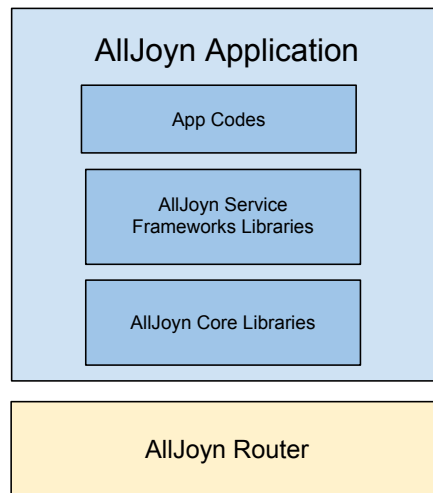 AllJoyn Application
App Codes
AllJoyn Service
Frameworks Libraries
AllJoyn Core Libraries
AllJoyn Router